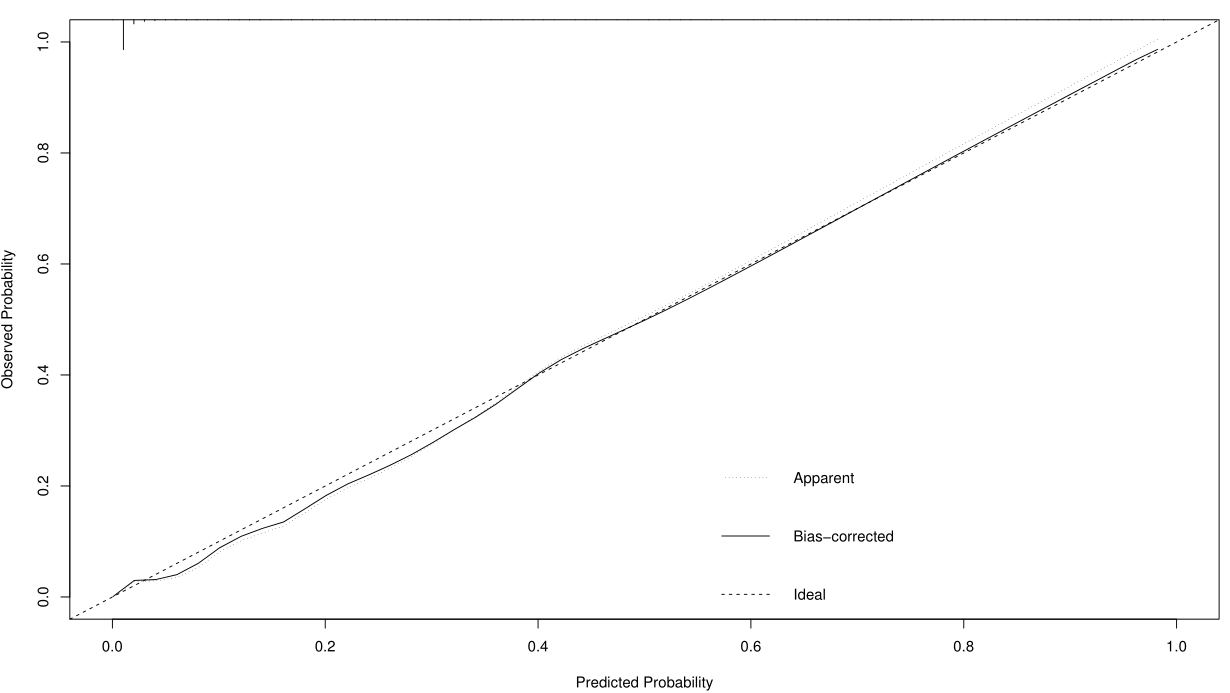 1.0
0.8
0.6
0.4
0.2
0.0
Observed Probability
Apparent
Bias−corrected
Ideal
0.0 0.2 0.4 0.6 0.8 1.0
Predicted Probability